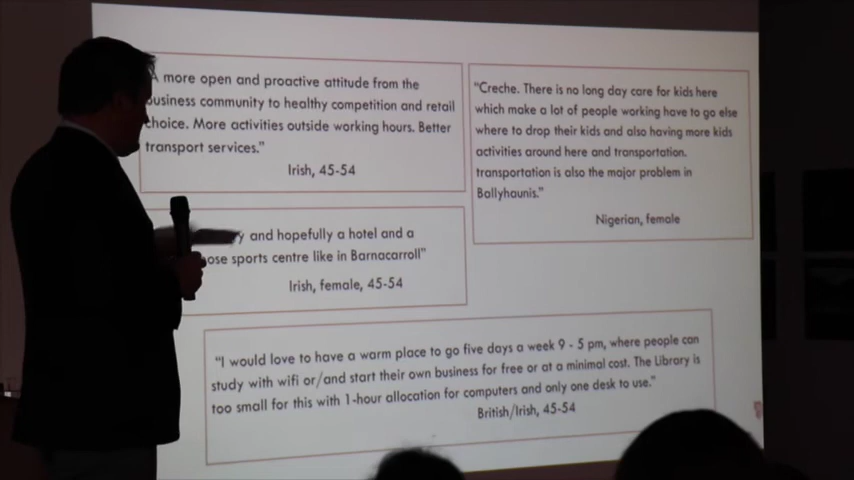 A more open and proactive attitude from the
business community to healthy competition and retail
choice. More activities outside working hours. Better
transport services."
Irish, 45-54
"Creche. There is no long day care for kids here
which make a lot of people working have to go else
where to drop their kids and also having more kids
activities around here and transportation.
transportation is also the major problem in
Ballyhaunis."
Nigerian, female
and hopefully a hotel and a
sports centre like in Barnacarroll"
Irish, female, 45-54
"I would love to have a warm place to go five days a week 9 - 5 pm, where people can
study with wifi or/and start their own business for free or at a minimal cost. The Library is
too small for this with 1-hour allocation for computers and only one desk to use."
British/Irish, 45-54